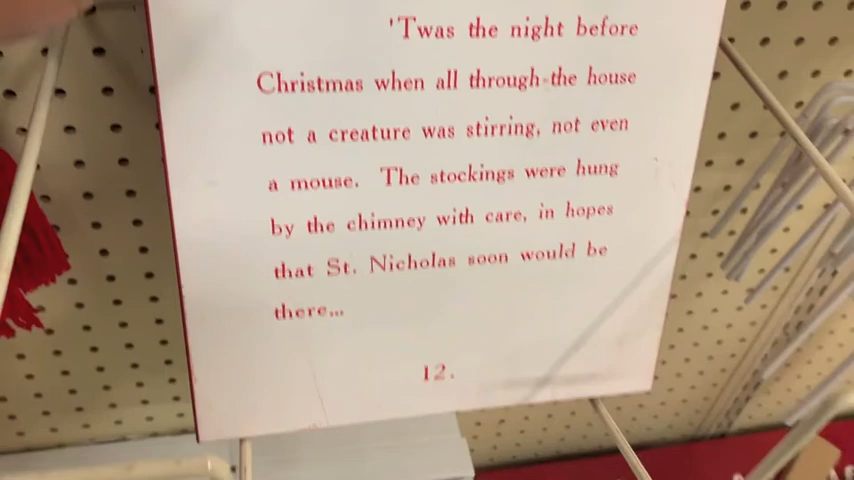 'Twas the night before
Christmas when all through the house
not a creature was stirring, not even
a mouse. The stockings were hung
by the chimney with care, in hopes
that St. Nicholas soon would be
there...
12.